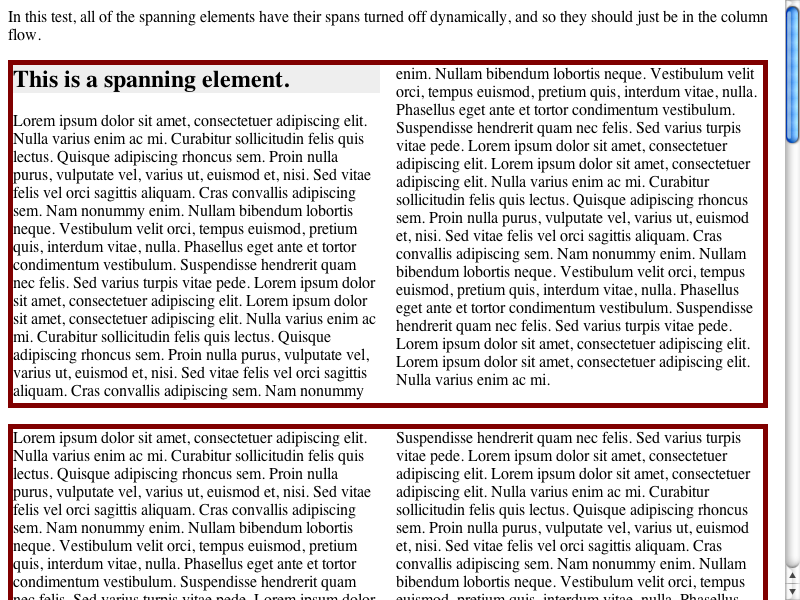 In this test, all of the spanning elements have their spans turned off dynamically, and so they should just be in the column
flow.
This is a spanning element.
Lorem ipsum dolor sit amet, consectetuer adipiscing elit.
Nulla varius enim ac mi. Curabitur sollicitudin felis quis
lectus. Quisque adipiscing rhoncus sem. Proin nulla
purus, vulputate vel, varius ut, euismod et, nisi. Sed vitae
felis vel orci sagittis aliquam. Cras convallis adipiscing
sem. Nam nonummy enim. Nullam bibendum lobortis
neque. Vestibulum velit orci, tempus euismod, pretium
quis, interdum vitae, nulla. Phasellus eget ante et tortor
condimentum vestibulum. Suspendisse hendrerit quam
nec felis. Sed varius turpis vitae pede. Lorem ipsum dolor
sit amet, consectetuer adipiscing elit. Lorem ipsum dolor
sit amet, consectetuer adipiscing elit. Nulla varius enim ac
mi. Curabitur sollicitudin felis quis lectus. Quisque
adipiscing rhoncus sem. Proin nulla purus, vulputate vel,
varius ut, euismod et, nisi. Sed vitae felis vel orci sagittis
aliquam. Cras convallis adipiscing sem. Nam nonummy
enim. Nullam bibendum lobortis neque. Vestibulum velit
orci, tempus euismod, pretium quis, interdum vitae, nulla.
Phasellus eget ante et tortor condimentum vestibulum.
Suspendisse hendrerit quam nec felis. Sed varius turpis
vitae pede. Lorem ipsum dolor sit amet, consectetuer
adipiscing elit. Lorem ipsum dolor sit amet, consectetuer
adipiscing elit. Nulla varius enim ac mi. Curabitur
sollicitudin felis quis lectus. Quisque adipiscing rhoncus
sem. Proin nulla purus, vulputate vel, varius ut, euismod
et, nisi. Sed vitae felis vel orci sagittis aliquam. Cras
convallis adipiscing sem. Nam nonummy enim. Nullam
bibendum lobortis neque. Vestibulum velit orci, tempus
euismod, pretium quis, interdum vitae, nulla. Phasellus
eget ante et tortor condimentum vestibulum. Suspendisse
hendrerit quam nec felis. Sed varius turpis vitae pede.
Lorem ipsum dolor sit amet, consectetuer adipiscing elit.
Lorem ipsum dolor sit amet, consectetuer adipiscing elit.
Nulla varius enim ac mi.
Lorem ipsum dolor sit amet, consectetuer adipiscing elit.
Nulla varius enim ac mi. Curabitur sollicitudin felis quis
lectus. Quisque adipiscing rhoncus sem. Proin nulla
purus, vulputate vel, varius ut, euismod et, nisi. Sed vitae
felis vel orci sagittis aliquam. Cras convallis adipiscing
sem. Nam nonummy enim. Nullam bibendum lobortis
neque. Vestibulum velit orci, tempus euismod, pretium
quis, interdum vitae, nulla. Phasellus eget ante et tortor
condimentum vestibulum. Suspendisse hendrerit quam
nec felis. Sed varius turpis vitae pede. Lorem ipsum dolor
Suspendisse hendrerit quam nec felis. Sed varius turpis
vitae pede. Lorem ipsum dolor sit amet, consectetuer
adipiscing elit. Lorem ipsum dolor sit amet, consectetuer
adipiscing elit. Nulla varius enim ac mi. Curabitur
sollicitudin felis quis lectus. Quisque adipiscing rhoncus
sem. Proin nulla purus, vulputate vel, varius ut, euismod
et, nisi. Sed vitae felis vel orci sagittis aliquam. Cras
convallis adipiscing sem. Nam nonummy enim. Nullam
bibendum lobortis neque. Vestibulum velit orci, tempus
euismod, pretium quis, interdum vitae, nulla. Phasellus